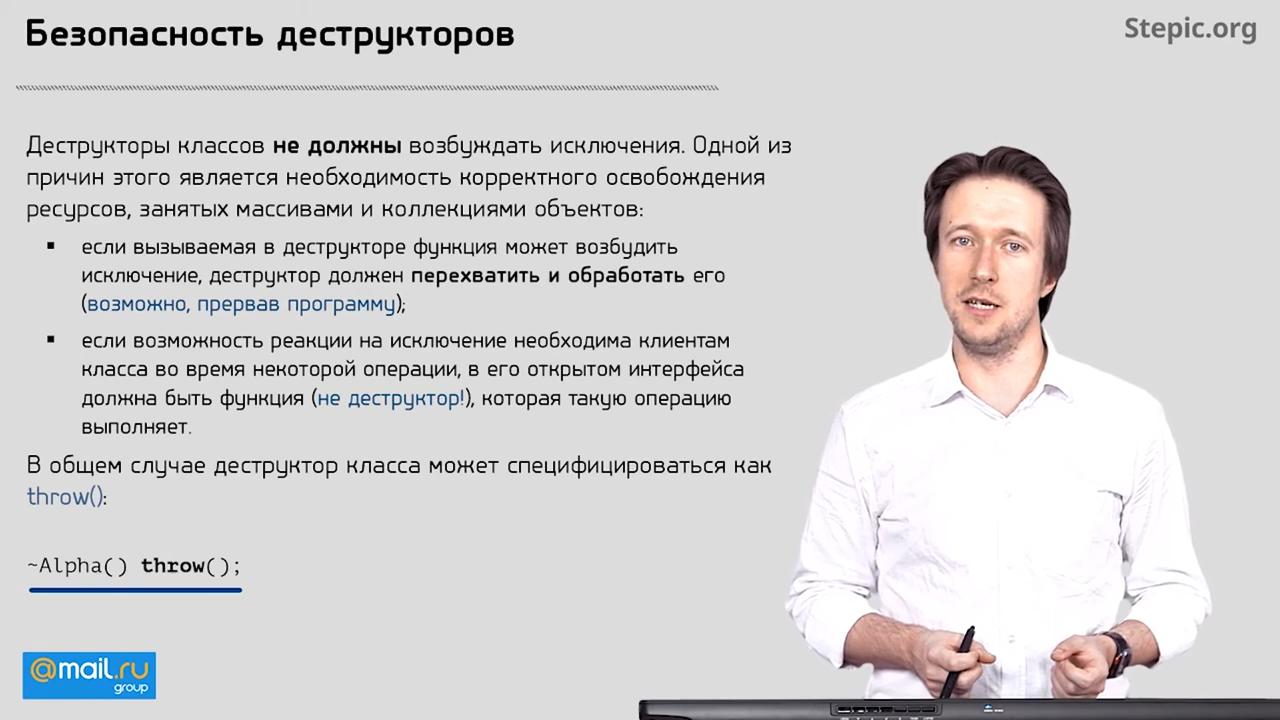 Безопасность деструкторов
Stepic.org
Деструкторы классов не должны возбуждать исключения. Одной из
причин этого является необходимость корректного освобождения
ресурсов, занятых массивами и коллекциями объектов:
▪ если вызываемая в деструкторе функция может возбудить
исключение, деструктор должен перехватить и обработать его
(возможно, прервав программу);
▪ если возможность реакции на исключение необходима клиентам
класса во время некоторой операции, в его открытом интерфейса
должна быть функция (не деструктор!), которая такую операцию
выполняет.
В общем случае деструктор класса может специфицироваться как
throw():
~Alpha() throw();
@mail.ru
group